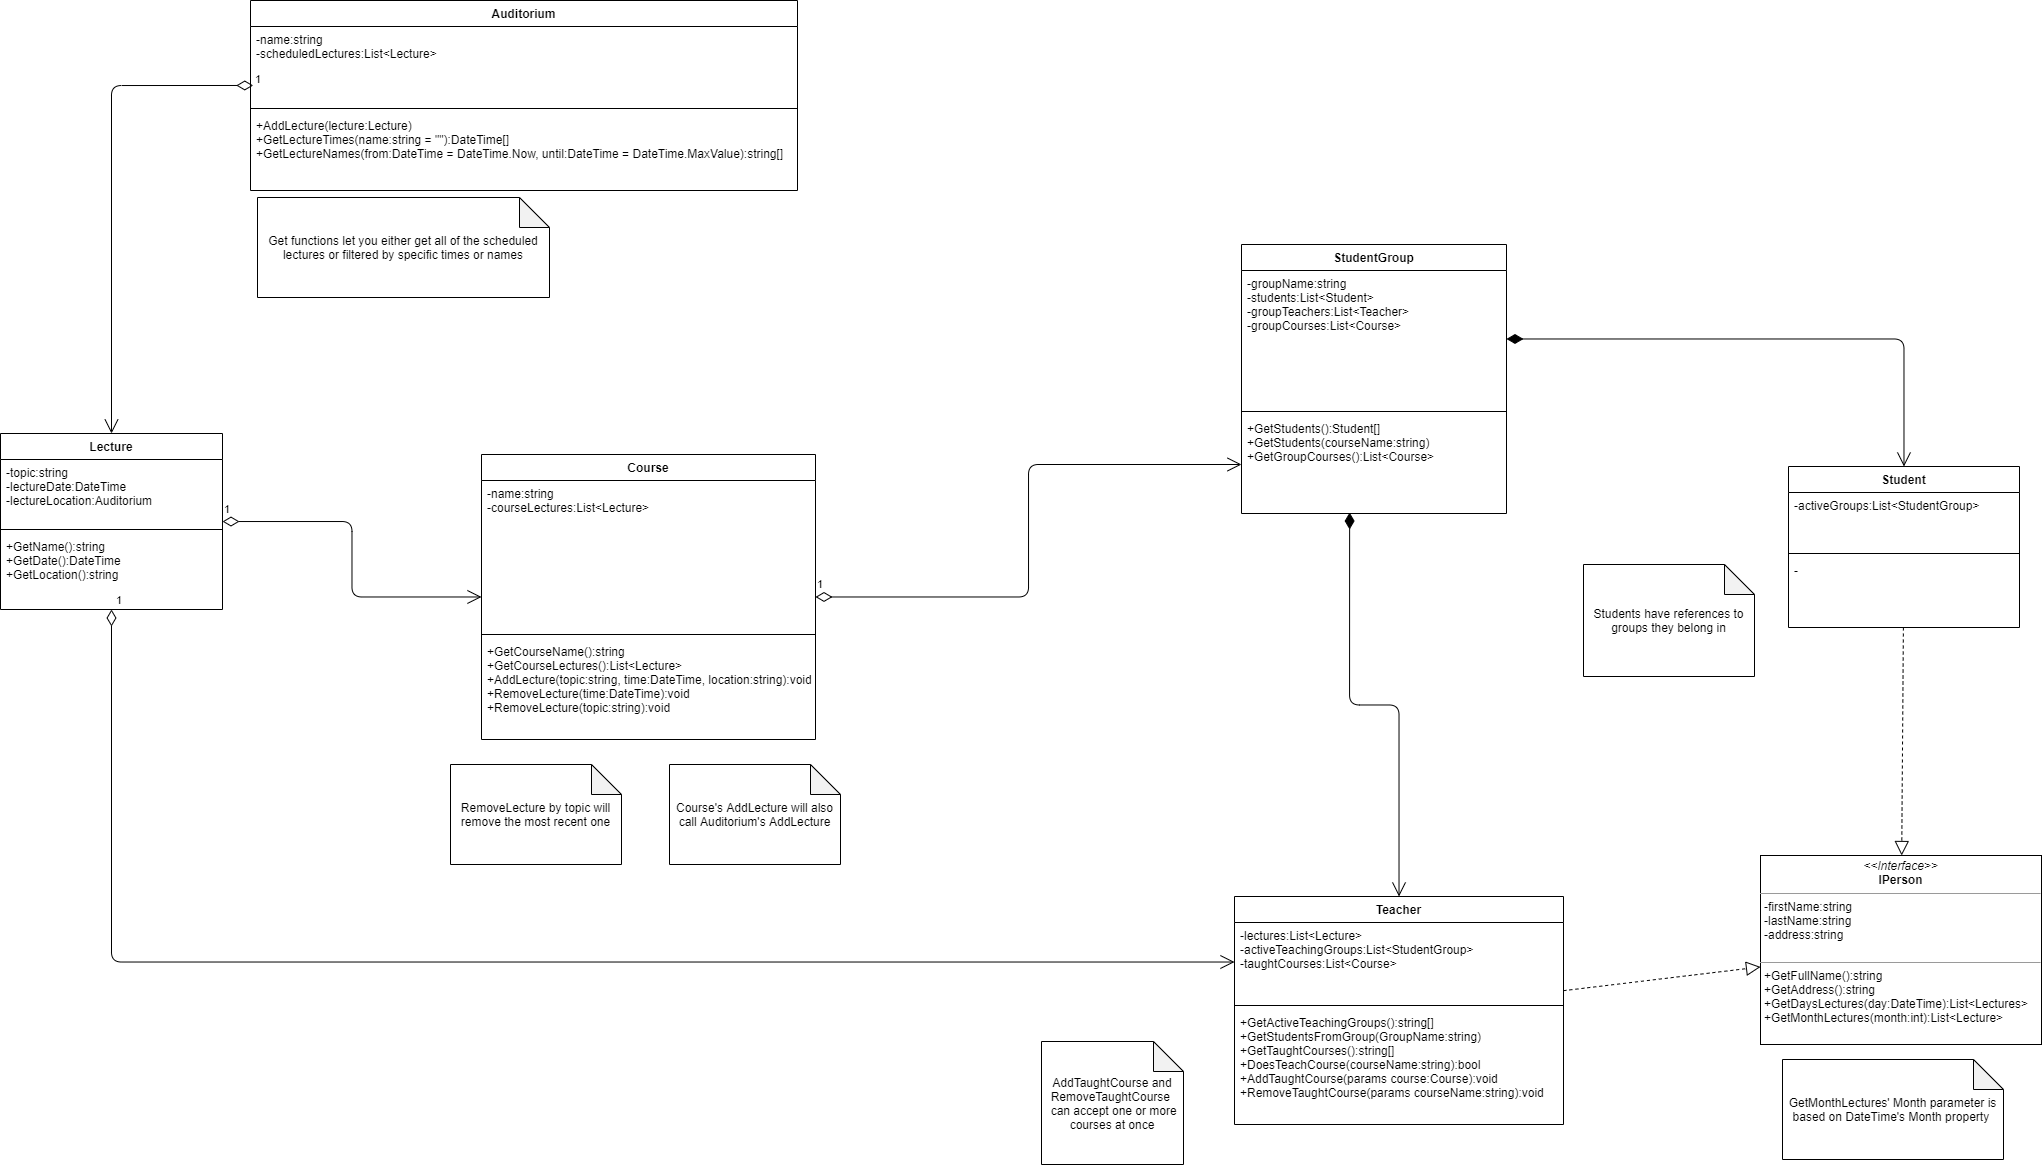 Auditorium
-name:string
-scheduledLectures:List<Lecture>
1
+AddLecture(lecture:Lecture)
+GetLectureTimes(name:string = ""):DateTime[]
+GetLectureNames(from:DateTime = DateTime.Now, until:DateTime = DateTime.MaxValue):string[]
Get functions let you either get all of the scheduled
lectures or filtered by specific times or names
StudentGroup
-groupName:string
-students:List<Student>
-groupTeachers:List<Teacher>
-groupCourses:List<Course>
+GetStudents():Student[]
+GetStudents(courseName:string)
+GetGroupCourses():List<Course>
Lecture
-topic:string
-lectureDate:DateTime
-lectureLocation:Auditorium
1
+GetName():string
+GetDate():DateTime
+GetLocation():string
1
Course
-name:string
-courseLectures:List<Lecture>
1
+GetCourseName():string
+GetCourseLectures():List<Lecture>
+AddLecture(topic:string, time:DateTime, location:string):void
+RemoveLecture(time:DateTime):void
+RemoveLecture(topic:string):void
RemoveLecture by topic will
remove the most recent one
Course's AddLecture will also
call Auditorium's AddLecture
Student
-activeGroups:List<StudentGroup>
-
Students have references to
groups they belong in
Teacher
-lectures:List<Lecture>
-activeTeachingGroups:List<StudentGroup>
-taughtCourses:List<Course>
+GetActiveTeachingGroups():string[]
+GetStudentsFromGroup(GroupName:string)
+GetTaughtCourses():string[]
+DoesTeachCourse(courseName:string):bool
+AddTaughtCourse(params course:Course):void
+RemoveTaughtCourse(params courseName:string):void
AddTaughtCourse and
RemoveTaughtCourse
can accept one or more
courses at once
<<Interface>>
IPerson
-firstName:string
-lastName:string
-address:string
+GetFullName():string
+GetAddress():string
+GetDaysLectures(day:DateTime):List<Lectures>
+GetMonthLectures(month:int):List<Lecture>
GetMonthLectures' Month parameter is
based on DateTime's Month property